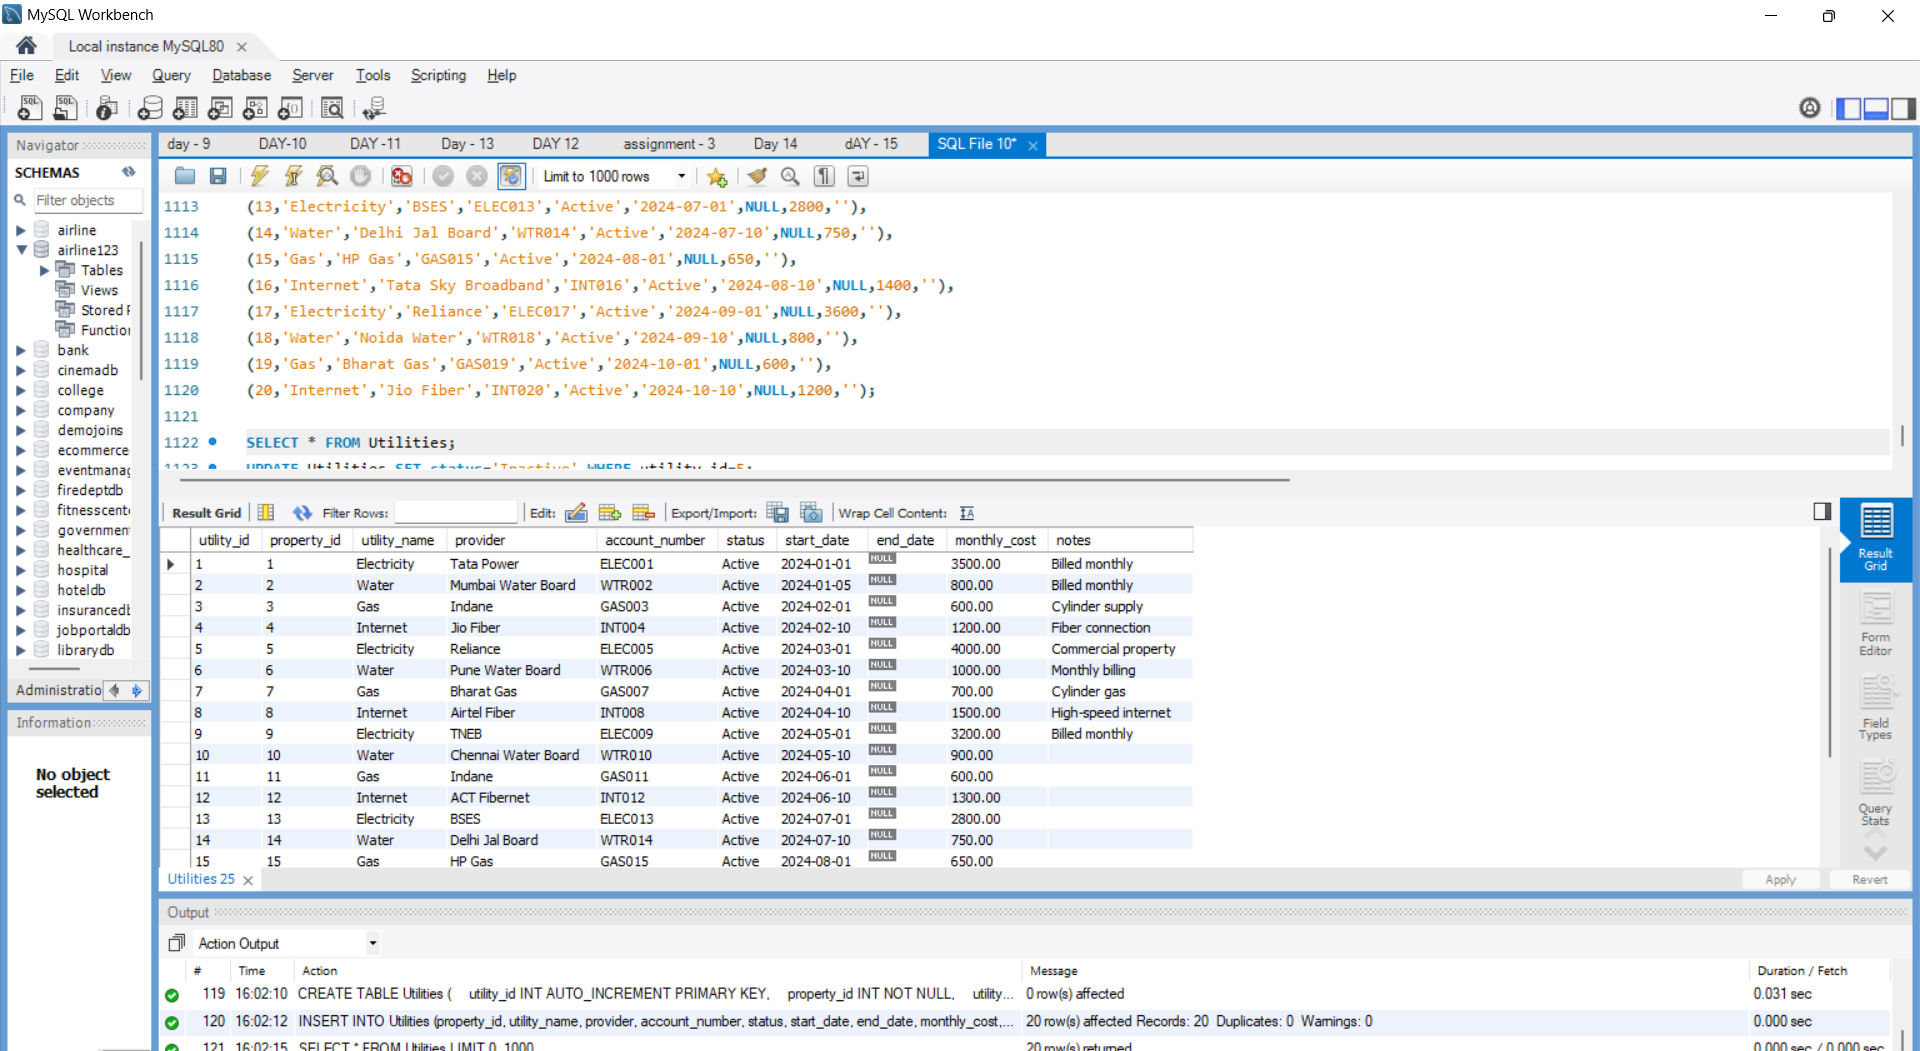 MySQL Workbench
Local instance MySQL80
File Edit View Query Database Server Tools Scripting Help
Navigator
SCHEMAS
Filter objects
airline
airline123
Tables
Views
Stored P
Function
bank
cinemadb
college
company
demojoins
ecommerce
eventmanag
firedeptdb
fitnesscent
government
healthcare_
hospital
hoteldb
insurancedb
jobportaldb
librarydb
Administratio
Information
No object
selected
day - 9 DAY-10 DAY -11 Day - 13 DAY 12 assignment - 3 Day 14 dAY - 15 SQL File 10*
Limit to 1000 rows
1113 (13,'Electricity','BSES','ELEC013','Active','2024-07-01',NULL,2800,''),
1114 (14,'Water','Delhi Jal Board','WTR014','Active','2024-07-10',NULL,750,''),
1115 (15,'Gas','HP Gas','GAS015','Active','2024-08-01',NULL,650,''),
1116 (16,'Internet','Tata Sky Broadband','INT016','Active','2024-08-10',NULL,1400,''),
1117 (17,'Electricity','Reliance','ELEC017','Active','2024-09-01',NULL,3600,''),
1118 (18,'Water','Noida Water','WTR018','Active','2024-09-10',NULL,800,''),
1119 (19,'Gas','Bharat Gas','GAS019','Active','2024-10-01',NULL,600,''),
1120 (20,'Internet','Jio Fiber','INT020','Active','2024-10-10',NULL,1200,'');
1121
1122 SELECT * FROM Utilities;
1123 UPDATE Utilities SET status='Inactive' WHERE utility_id=5;
Result Grid Filter Rows: Edit: Export/Import: Wrap Cell Content:
utility_id property_id utility_name provider account_number status start_date end_date monthly_cost notes
1 1 Electricity Tata Power ELEC001 Active 2024-01-01 NULL 3500.00 Billed monthly
2 2 Water Mumbai Water Board WTR002 Active 2024-01-05 NULL 800.00 Billed monthly
3 3 Gas Indane GAS003 Active 2024-02-01 NULL 600.00 Cylinder supply
4 4 Internet Jio Fiber INT004 Active 2024-02-10 NULL 1200.00 Fiber connection
5 5 Electricity Reliance ELEC005 Active 2024-03-01 NULL 4000.00 Commercial property
6 6 Water Pune Water Board WTR006 Active 2024-03-10 NULL 1000.00 Monthly billing
7 7 Gas Bharat Gas GAS007 Active 2024-04-01 NULL 700.00 Cylinder gas
8 8 Internet Airtel Fiber INT008 Active 2024-04-10 NULL 1500.00 High-speed internet
9 9 Electricity TNEB ELEC009 Active 2024-05-01 NULL 3200.00 Billed monthly
10 10 Water Chennai Water Board WTR010 Active 2024-05-10 NULL 900.00
11 11 Gas Indane GAS011 Active 2024-06-01 NULL 600.00
12 12 Internet ACT Fibernet INT012 Active 2024-06-10 NULL 1300.00
13 13 Electricity BSES ELEC013 Active 2024-07-01 NULL 2800.00
14 14 Water Delhi Jal Board WTR014 Active 2024-07-10 NULL 750.00
15 15 Gas HP Gas GAS015 Active 2024-08-01 NULL 650.00
Result
Grid
Form
Editor
Field
Types
Query
Stats
Utilities 25 Apply Revert
Output
Action Output
# Time Action Message Duration / Fetch
119 16:02:10 CREATE TABLE Utilities ( utility_id INT AUTO_INCREMENT PRIMARY KEY, property_id INT NOT NULL, utility... 0 row(s) affected 0.031 sec
120 16:02:12 INSERT INTO Utilities (property_id, utility_name, provider, account_number, status, start_date, end_date, monthly_cost,... 20 row(s) affected Records: 20 Duplicates: 0 Warnings: 0 0.000 sec
121 16:02:15 SELECT * FROM Utilities LIMIT 0, 1000 20 row(s) returned 0.000 sec / 0.000 sec